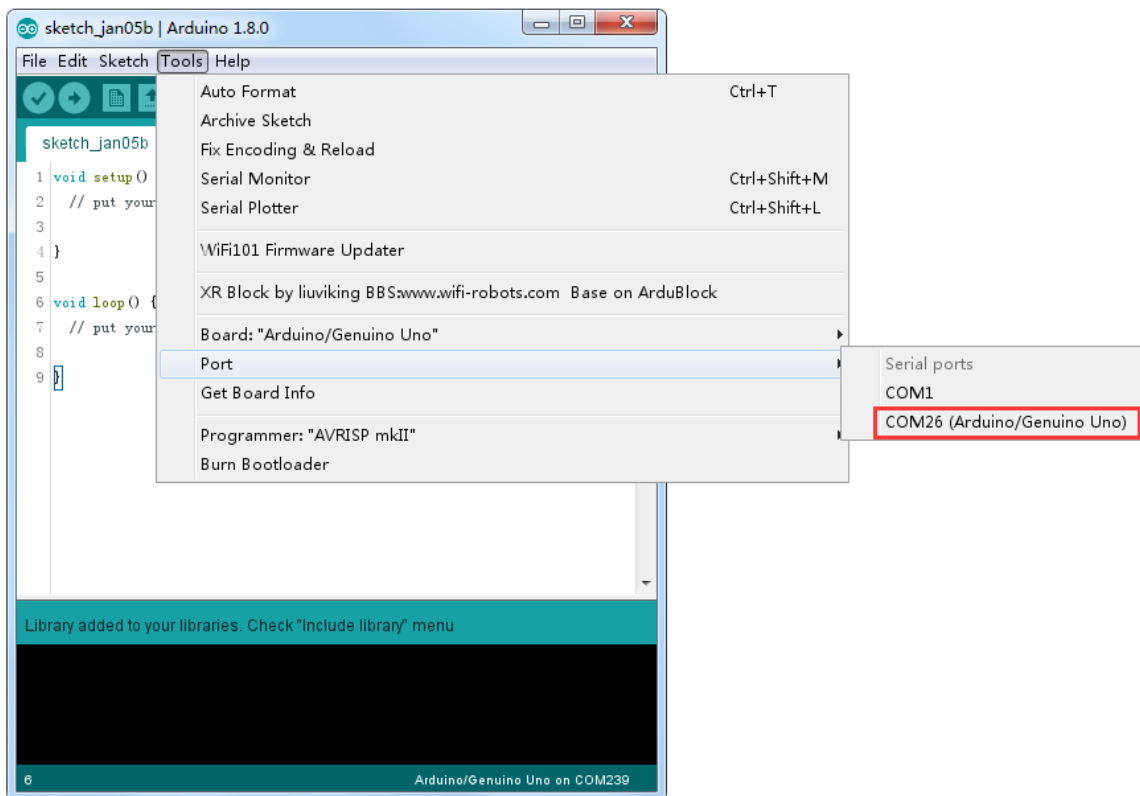 sketch_jan05b | Arduino 1.8.0
File Edit Sketch Tools Help
sketch_jan05b
1 void setup()
2 // put your
3
4 }
5
6 void loop() {
7 // put your
8
9 }
Auto Format Ctrl+T
Archive Sketch
Fix Encoding & Reload
Serial Monitor Ctrl+Shift+M
Serial Plotter Ctrl+Shift+L
WiFi101 Firmware Updater
XR Block by liuviking BBS:www.wifi-robots.com Base on ArduBlock
Board: "Arduino/Genuino Uno"
Port
Get Board Info
Programmer: "AVRISP mkII"
Burn Bootloader
Serial ports
COM1
COM26 (Arduino/Genuino Uno)
Library added to your libraries. Check "Include library" menu
6 Arduino/Genuino Uno on COM239